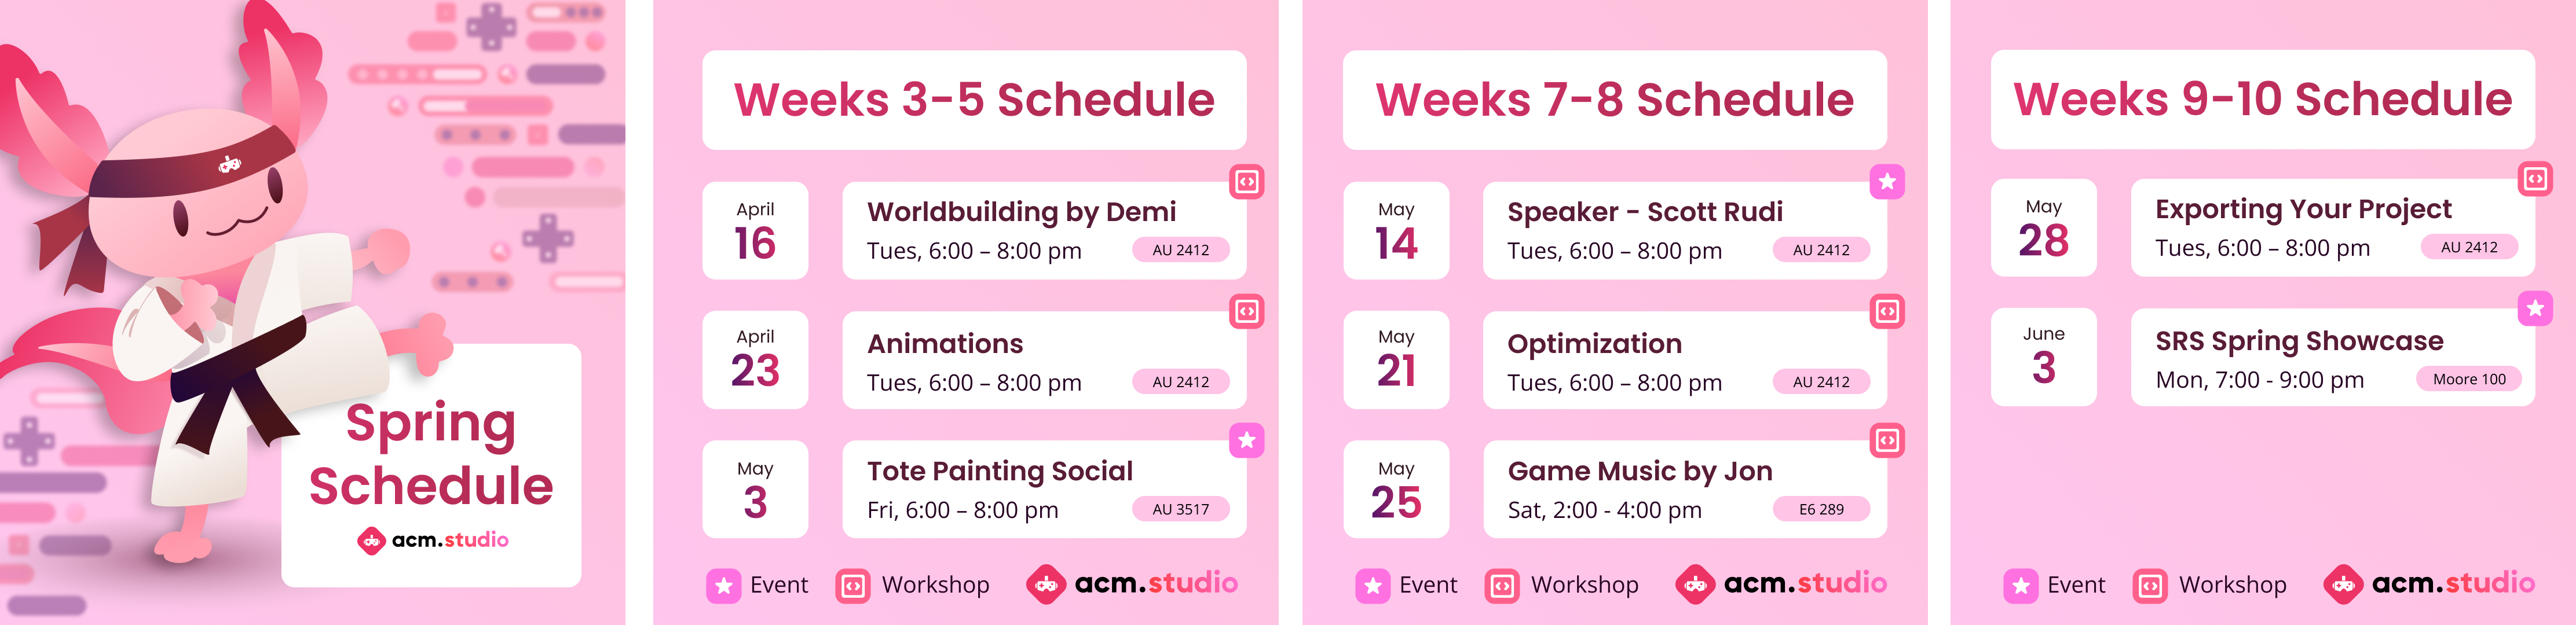 Spring
Schedule
acm.studio
Weeks 3-5 Schedule
April
16
Worldbuilding by Demi
Tues, 6:00 – 8:00 pm
AU 2412
April
23
Animations
Tues, 6:00 – 8:00 pm
AU 2412
May
3
Tote Painting Social
Fri, 6:00 – 8:00 pm
AU 3517
Event
Workshop
acm.studio
Weeks 7-8 Schedule
May
14
Speaker - Scott Rudi
Tues, 6:00 – 8:00 pm
AU 2412
May
21
Optimization
Tues, 6:00 – 8:00 pm
AU 2412
May
25
Game Music by Jon
Sat, 2:00 - 4:00 pm
E6 289
Event
Workshop
acm.studio
Weeks 9-10 Schedule
May
28
Exporting Your Project
Tues, 6:00 – 8:00 pm
AU 2412
June
3
SRS Spring Showcase
Mon, 7:00 - 9:00 pm
Moore 100
Event
Workshop
acm.studio